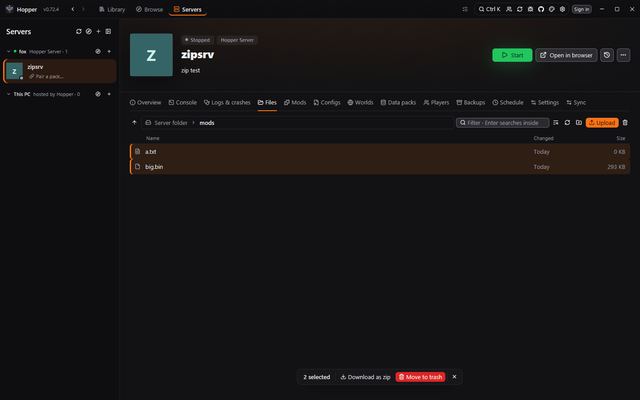 Hopper v0.72.4 Library Browse Servers Ctrl K Sign in
Servers
fox Hopper Server · 1
zipsrv
Pair a pack...
This PC hosted by Hopper · 0
Z
Z
Stopped Hopper Server
zipsrv
zip test
Start Open in browser
Overview Console Logs & crashes Files Mods Configs Worlds Data packs Players Backups Schedule Settings Sync
Server folder > mods
Filter · Enter searches inside
Upload
Name Changed Size
a.txt Today 0 KB
big.bin Today 293 KB
2 selected Download as zip Move to trash